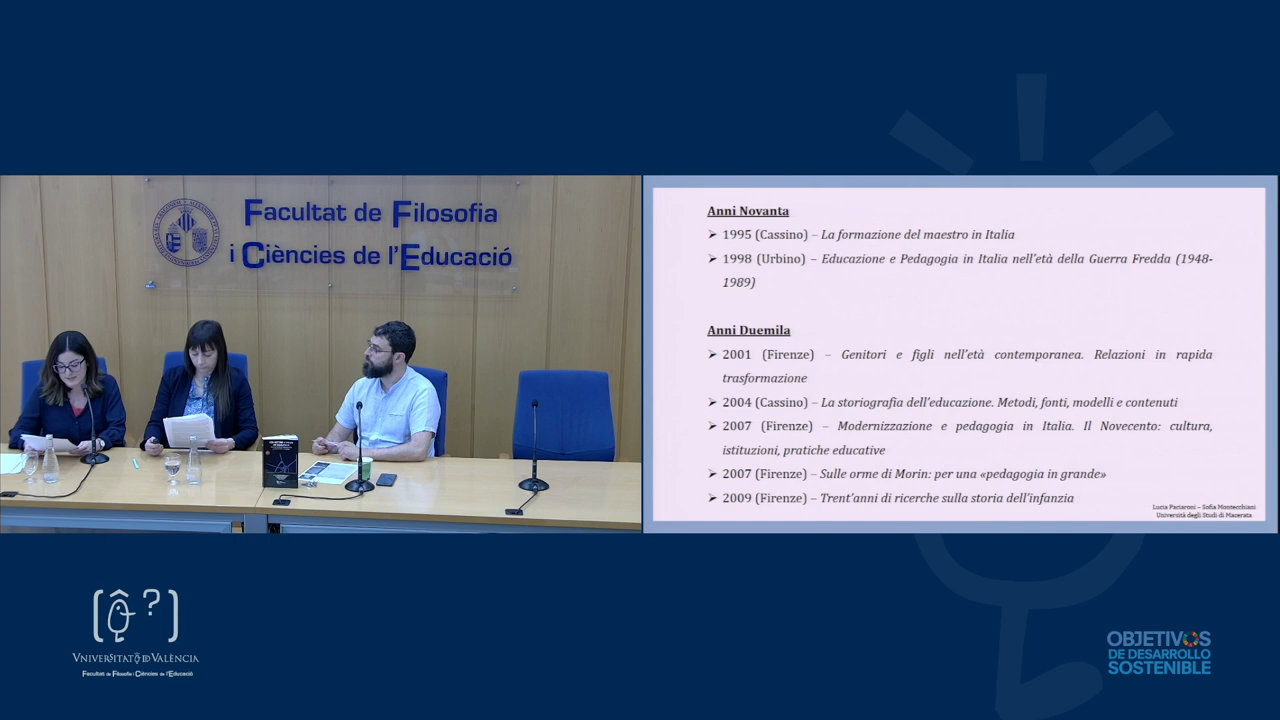 Facultat de Filosofia
i Ciències de l'Educació
Anni Novanta
➢ 1995 (Cassino) – La formazione del maestro in Italia
➢ 1998 (Urbino) – Educazione e Pedagogia in Italia nell'età della Guerra Fredda (1948-
1989)
Anni Duemila
➢ 2001 (Firenze) – Genitori e figli nell'età contemporanea. Relazioni in rapida
trasformazione
➢ 2004 (Cassino) – La storiografia dell'educazione. Metodi, fonti, modelli e contenuti
➢ 2007 (Firenze) – Modernizzazione e pedagogia in Italia. Il Novecento: cultura,
istituzioni, pratiche educative
➢ 2007 (Firenze) – Sulle orme di Morin: per una «pedagogia in grande»
➢ 2009 (Firenze) – Trent'anni di ricerche sulla storia dell'infanzia
Lucia Paciaroni – Sofia Montecchiani
Università degli Studi di Macerata
VNIVERSITAT DE VALÈNCIA
Facultat de Filosofia i Ciències de l'Educació
OBJETIVOS
DE DESARROLLO
SOSTENIBLE